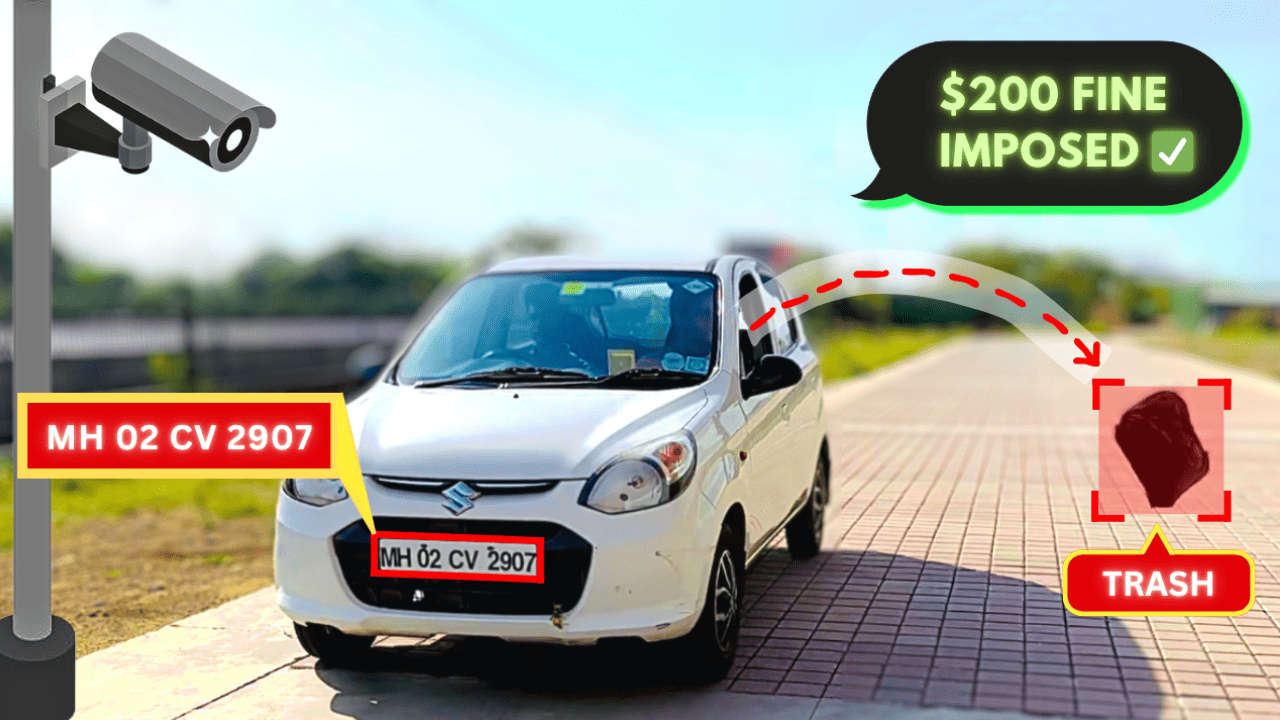 $200 FINE
IMPOSED ✅
MH 02 CV 2907
MH 02 CV 2907
TRASH